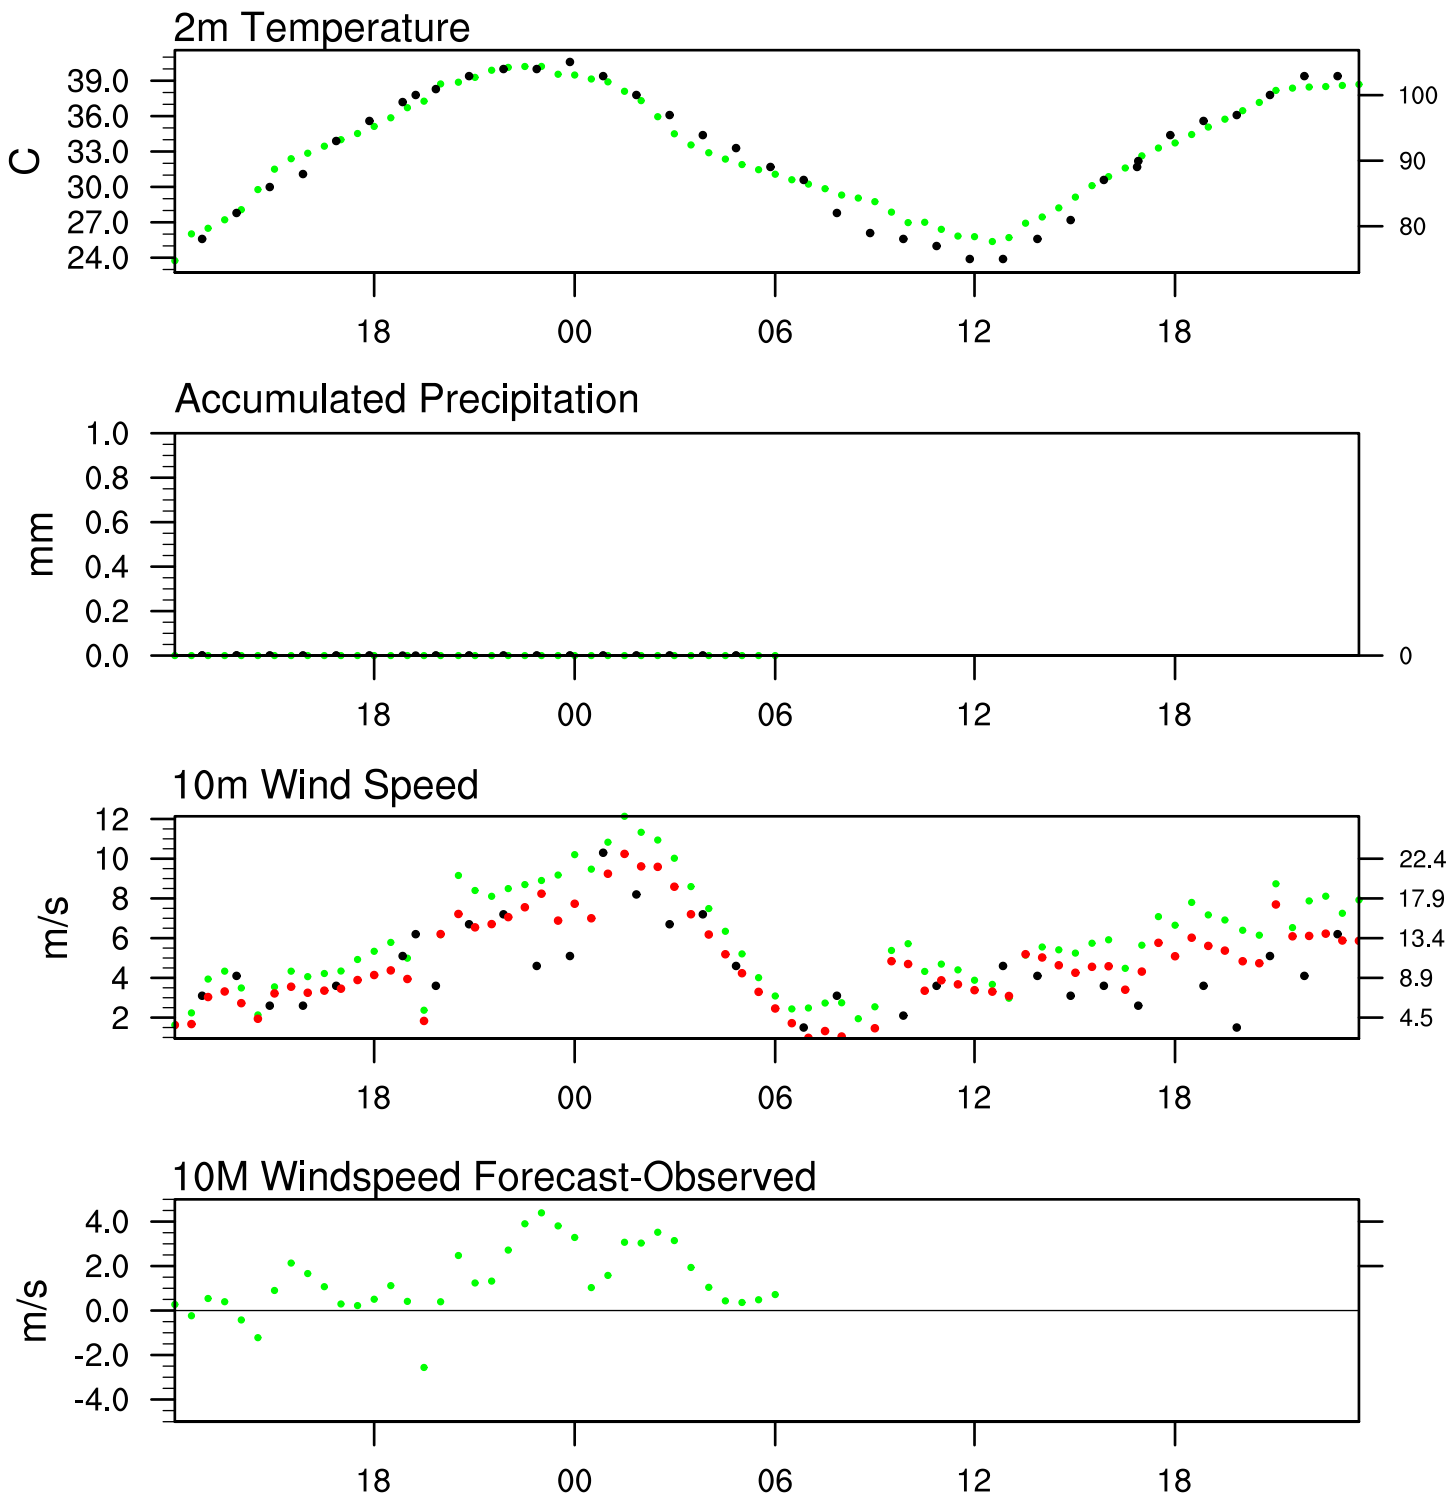 2m Temperature
39.0
36.0
33.0
30.0
27.0
24.0
C
100
90
80
18 00 06 12 18
Accumulated Precipitation
1.0
0.8
0.6
0.4
0.2
0.0
mm
0
18 00 06 12 18
10m Wind Speed
12
10
8
6
4
2
m/s
22.4
17.9
13.4
8.9
4.5
18 00 06 12 18
10M Windspeed Forecast-Observed
4.0
2.0
0.0
-2.0
-4.0
m/s
18 00 06 12 18